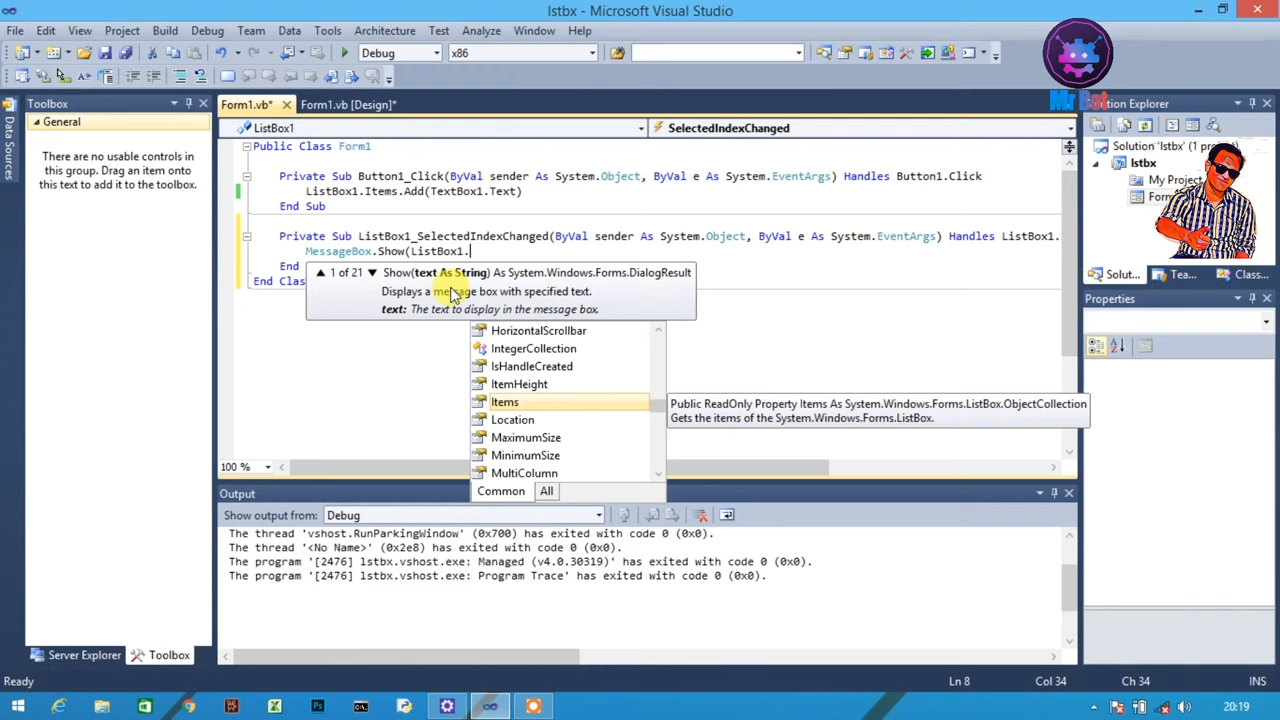 lstbx - Microsoft Visual Studio
File Edit View Project Build Debug Team Data Tools Architecture Test Analyze Window Help
Debug x86
Mr Bot
Toolbox
General
There are no usable controls in this group. Drag an item onto this text to add it to the toolbox.
Data Sources
Form1.vb* Form1.vb [Design]*
ListBox1 SelectedIndexChanged
Public Class Form1
Private Sub Button1_Click(ByVal sender As System.Object, ByVal e As System.EventArgs) Handles Button1.Click
ListBox1.Items.Add(TextBox1.Text)
End Sub
Private Sub ListBox1_SelectedIndexChanged(ByVal sender As System.Object, ByVal e As System.EventArgs) Handles ListBox1.
MessageBox.Show(ListBox1.
End
End Clas
1 of 21 Show(text As String) As System.Windows.Forms.DialogResult
Displays a message box with specified text.
text: The text to display in the message box.
HorizontalScrollbar
IntegerCollection
IsHandleCreated
ItemHeight
Items
Location
MaximumSize
MinimumSize
MultiColumn
Common All
Public ReadOnly Property Items As System.Windows.Forms.ListBox.ObjectCollection
Gets the items of the System.Windows.Forms.ListBox.
100 %
Output
Show output from: Debug
The thread 'vshost.RunParkingWindow' (0x700) has exited with code 0 (0x0).
The thread '<No Name>' (0x2e8) has exited with code 0 (0x0).
The program '[2476] lstbx.vshost.exe: Managed (v4.0.30319)' has exited with code 0 (0x0).
The program '[2476] lstbx.vshost.exe: Program Trace' has exited with code 0 (0x0).
Solution Explorer
Solution 'lstbx' (1 proj
lstbx
My Project
Form
Solut... Tea... Class...
Properties
Server Explorer Toolbox
Ready Ln 8 Col 34 Ch 34 INS
20:19